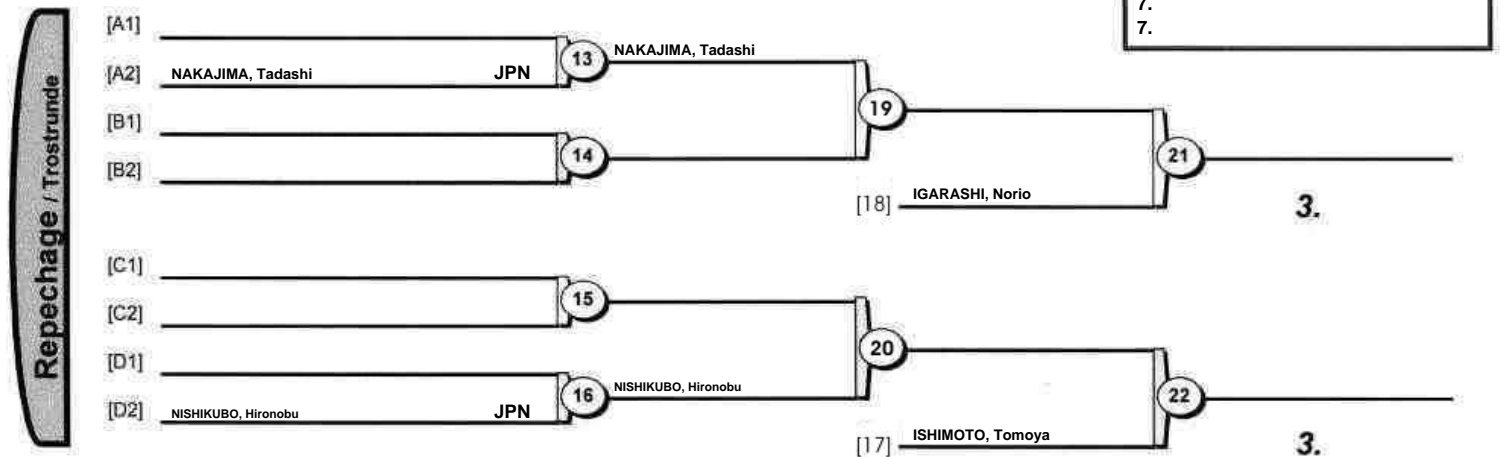 7.
7.
Repechage / Trostrunde
[A1]
[A2] NAKAJIMA, Tadashi JPN
13 NAKAJIMA, Tadashi
[B1]
[B2]
14
19
[18] IGARASHI, Norio
21
3.
[C1]
[C2]
15
[D1]
[D2] NISHIKUBO, Hironobu JPN
16 NISHIKUBO, Hironobu
20
[17] ISHIMOTO, Tomoya
22
3.